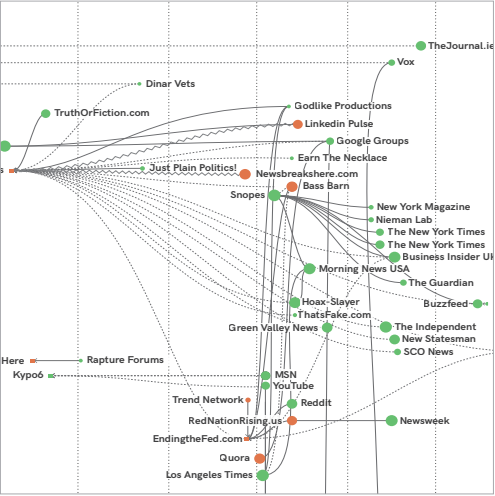 TheJournal.ie
Vox
Dinar Vets
Godlike Productions
TruthOrFiction.com
Linkedin Pulse
Google Groups
Earn The Necklace
s
Just Plain Politics!
Newsbreakshere.com
Bass Barn
Snopes
New York Magazine
Nieman Lab
The New York Times
The New York Times
Business Insider UK
Morning News USA
The Guardian
Hoax-Slayer
Buzzfeed
ThatsFake.com
Green Valley News
The Independent
New Statesman
SCO News
Here
Rapture Forums
Kypo6
MSN
YouTube
Trend Network
Reddit
RedNationRising.us
Newsweek
EndingtheFed.com
Quora
Los Angeles Times